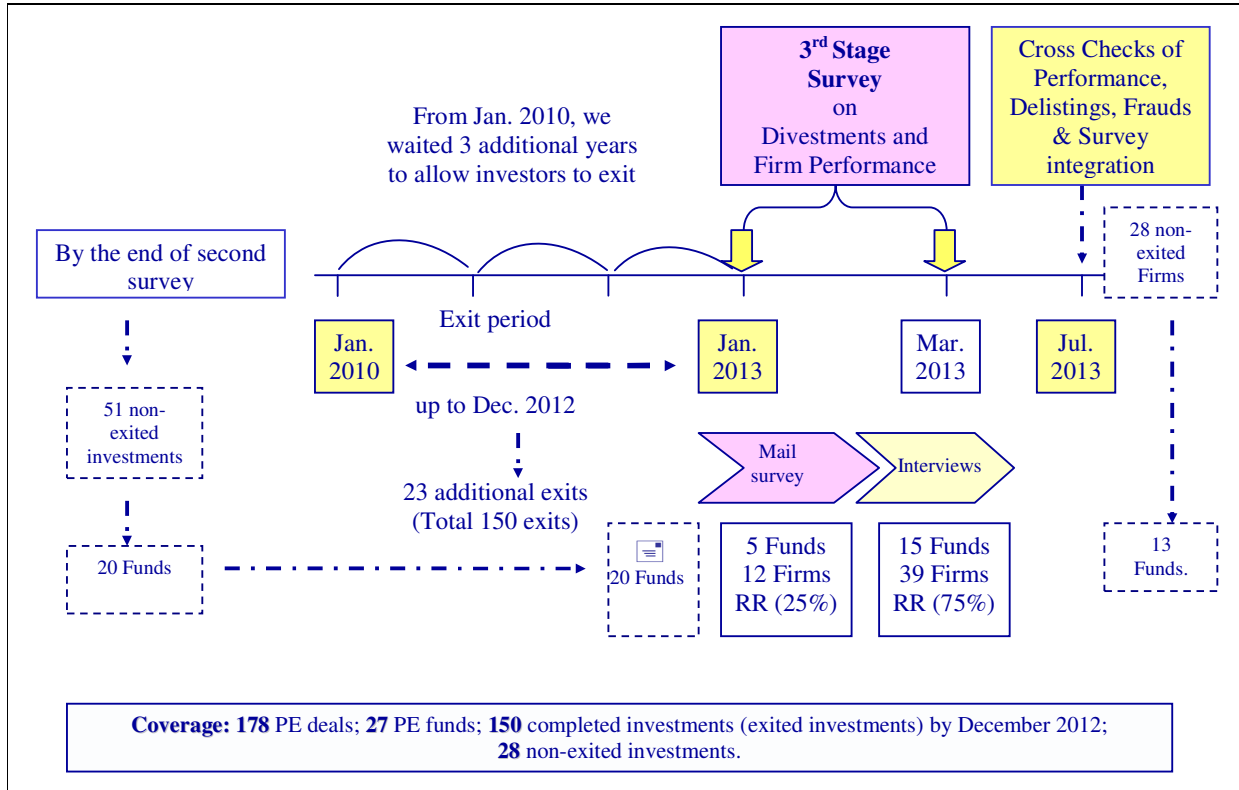 3rd Stage
Survey
on
Divestments and
Firm Performance
Cross Checks of
Performance,
Delistings, Frauds
& Survey
integration
From Jan. 2010, we
waited 3 additional years
to allow investors to exit
By the end of second
survey
28 non-
exited
Firms
Exit period
Jan.
2010
Jan.
2013
Mar.
2013
Jul.
2013
up to Dec. 2012
51 non-
exited
investments
Mail
survey
Interviews
23 additional exits
(Total 150 exits)
20 Funds
20 Funds
5 Funds
12 Firms
RR (25%)
15 Funds
39 Firms
RR (75%)
13
Funds.
Coverage: 178 PE deals; 27 PE funds; 150 completed investments (exited investments) by December 2012;
28 non-exited investments.